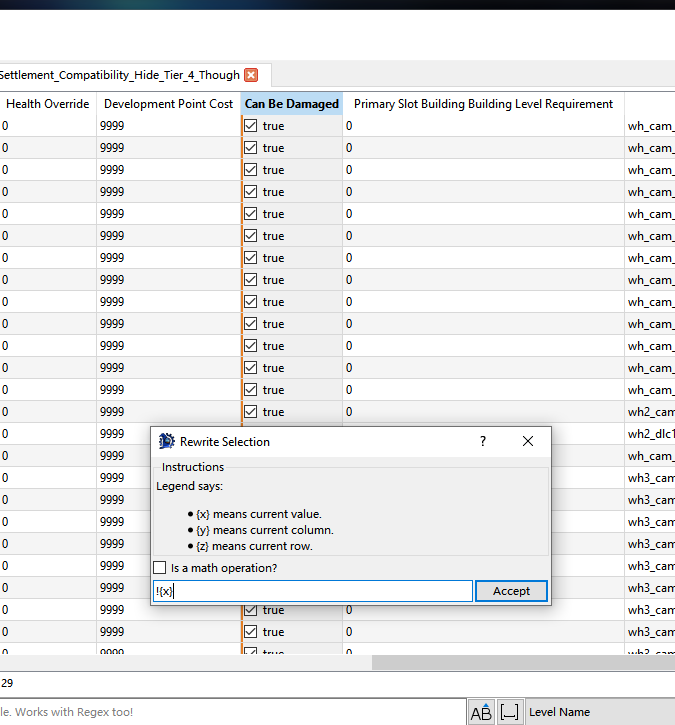 Settlement_Compatibility_Hide_Tier_4_Though
Health Override Development Point Cost Can Be Damaged Primary Slot Building Building Level Requirement
0 9999 true 0 wh_cam_
0 9999 true 0 wh_cam_
0 9999 true 0 wh_cam_
0 9999 true 0 wh_cam_
0 9999 true 0 wh_cam_
0 9999 true 0 wh_cam_
0 9999 true 0 wh_cam_
0 9999 true 0 wh_cam_
0 9999 true 0 wh_cam_
0 9999 true 0 wh_cam_
0 9999 true 0 wh_cam_
0 9999 true 0 wh_cam_
0 9999 true 0 wh_cam_
0 9999 true 0 wh2_cam
0 9999 wh2_dlc1
0 9999 wh_cam_
0 9999 wh3_cam
0 9999 wh3_cam
0 9999 wh3_cam
0 9999 wh3_cam
0 9999 wh3_cam
0 9999 wh3_cam
0 9999 true 0 wh3_cam
0 9999 true 0 wh3_cam
0 9999 true 0 wh3_cam
Rewrite Selection ?
Instructions
Legend says:
• {x} means current value.
• {y} means current column.
• {z} means current row.
Is a math operation?
!{x} Accept
29
le. Works with Regex too! AB [...] Level Name